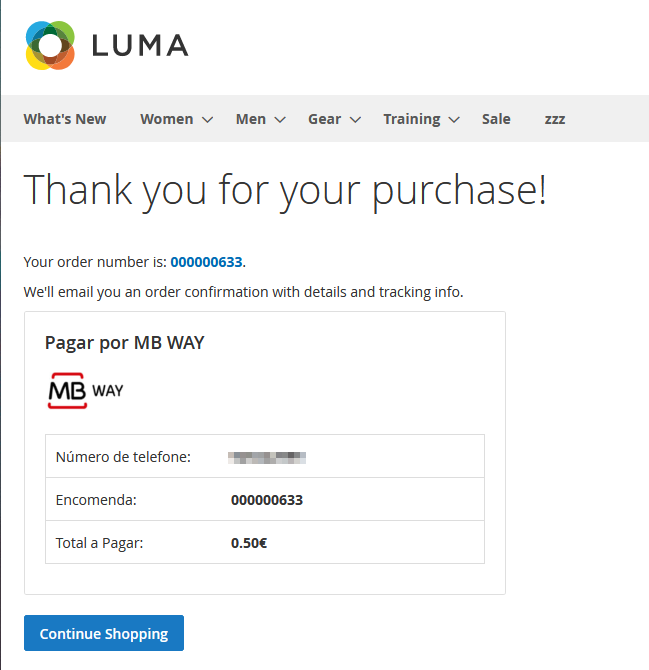 LUMA
What's New Women Men Gear Training Sale zzz
Thank you for your purchase!
Your order number is: 000000633.
We'll email you an order confirmation with details and tracking info.
Pagar por MB WAY
MB WAY
Número de telefone:
Encomenda: 000000633
Total a Pagar: 0.50€
Continue Shopping